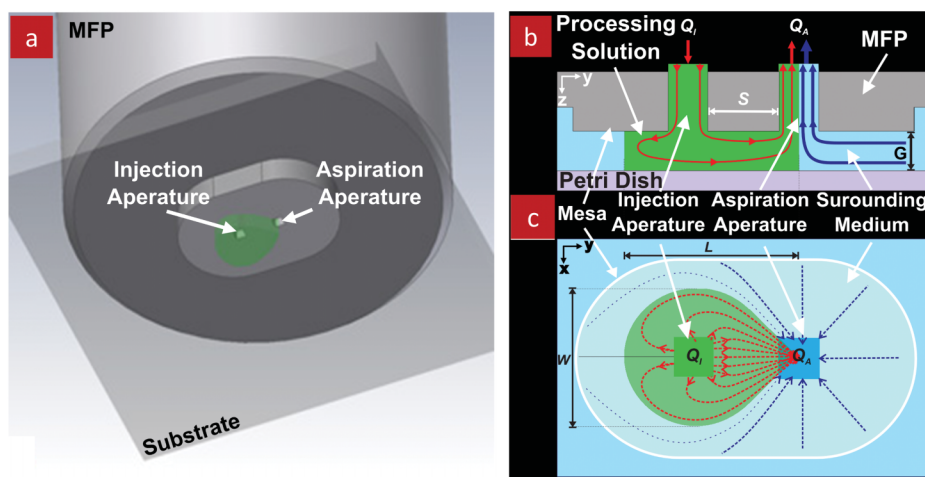 a
MFP
Injection
Aperature
Aspiration
Aperature
Substrate
b
Processing
Solution
Q_I
Q_A
MFP
y
z
S
G
Petri Dish
c
Mesa
Injection
Aperature
Aspiration
Aperature
Surounding
Medium
y
x
L
W
Q_I
Q_A